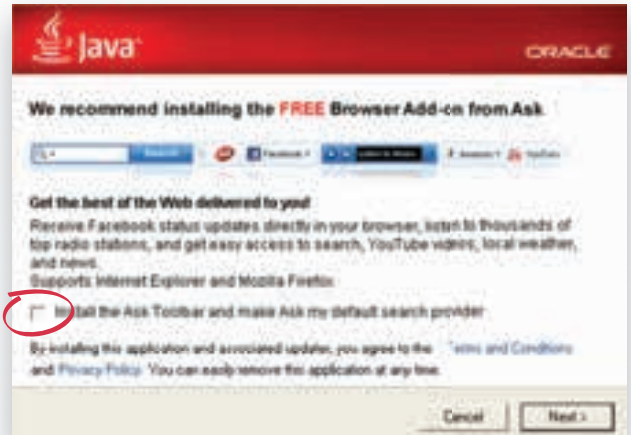 Java
ORACLE
We recommend installing the FREE Browser Add-on from Ask
Search Facebook Amazon YouTube
Get the best of the Web delivered to you!
Receive Facebook status updates directly in your browser, listen to thousands of
top radio stations, and get easy access to search, YouTube videos, local weather,
and news.
Supports Internet Explorer and Mozilla Firefox
Install the Ask Toolbar and make Ask my default search provider
By installing this application and associated updates, you agree to the Terms and Conditions
and Privacy Policy. You can easily remove this application at any time.
Cancel
Next >